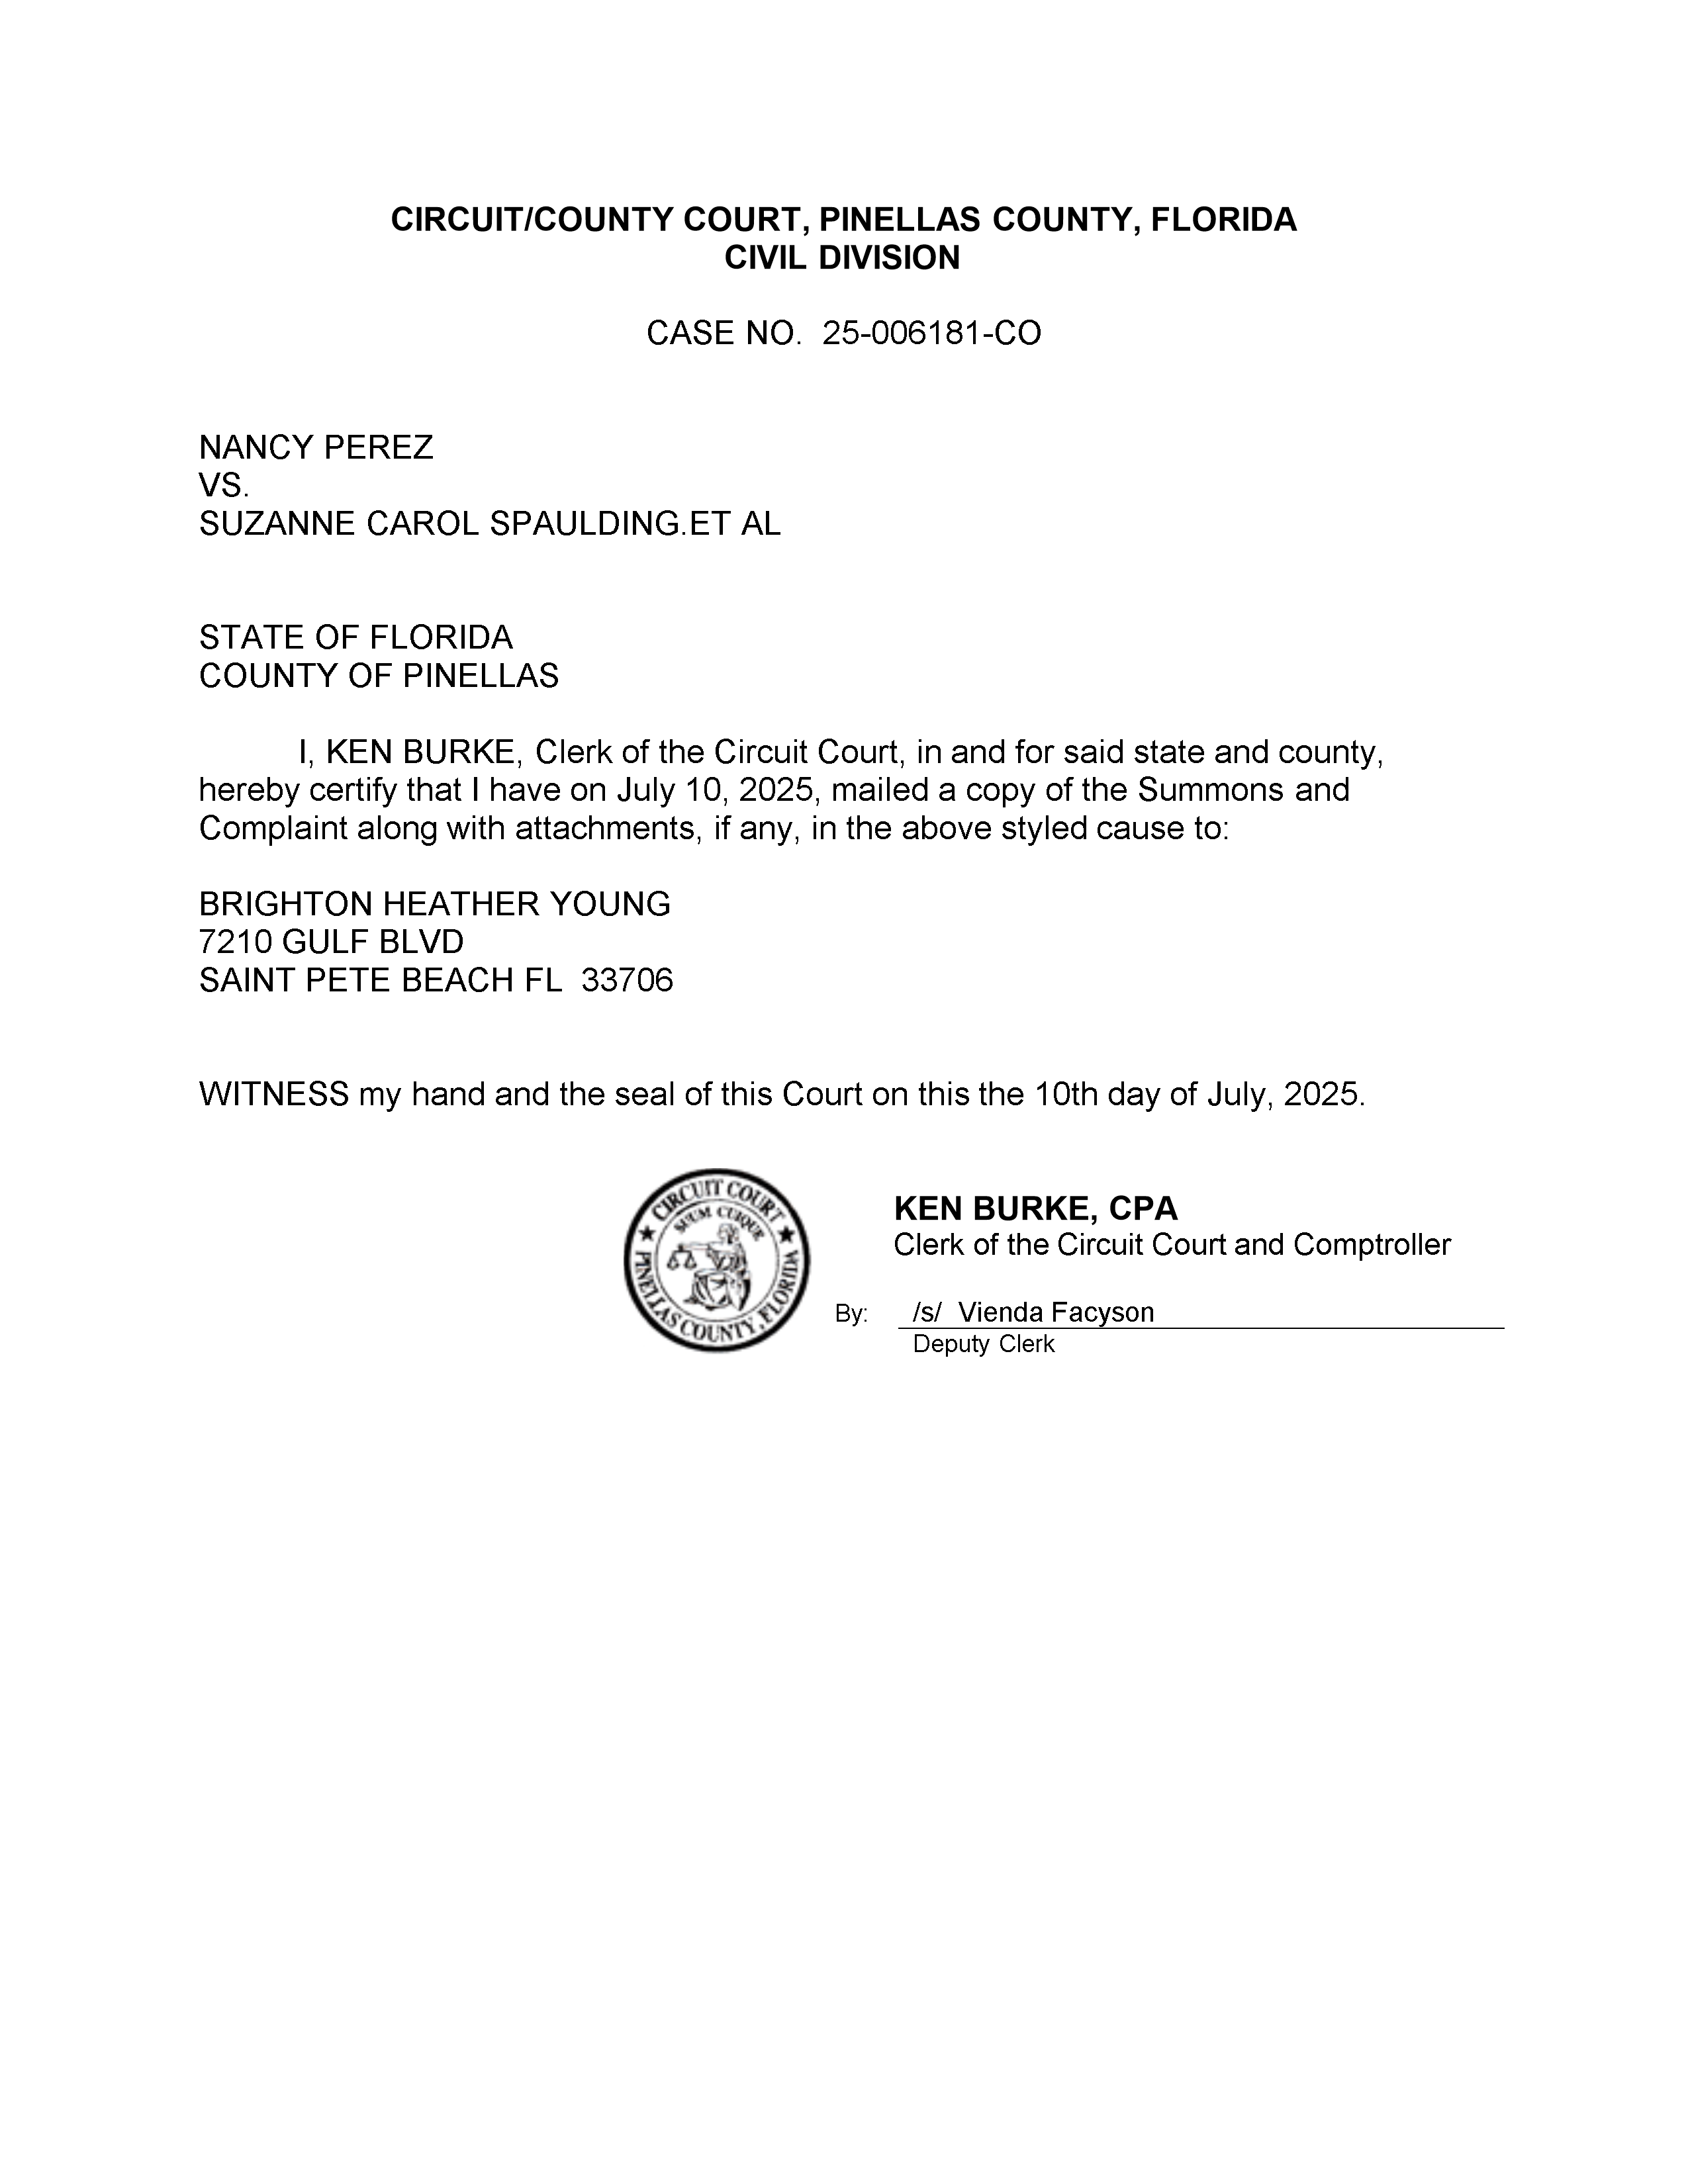 CIRCUIT/COUNTY COURT, PINELLAS COUNTY, FLORIDA
CIVIL DIVISION
CASE NO.  25-006181-CO
NANCY PEREZ
VS.
SUZANNE CAROL SPAULDING.ET AL
STATE OF FLORIDA
COUNTY OF PINELLAS
I, KEN BURKE, Clerk of the Circuit Court, in and for said state and county,
hereby certify that I have on July 10, 2025, mailed a copy of the Summons and
Complaint along with attachments, if any, in the above styled cause to:
BRIGHTON HEATHER YOUNG
7210 GULF BLVD
SAINT PETE BEACH FL  33706
WITNESS my hand and the seal of this Court on this the 10th day of July, 2025.
CIRCUIT COURT
SUUM CUIQUE
PINELLAS COUNTY, FLORIDA
KEN BURKE, CPA
Clerk of the Circuit Court and Comptroller
By: /s/  Vienda Facyson
Deputy Clerk